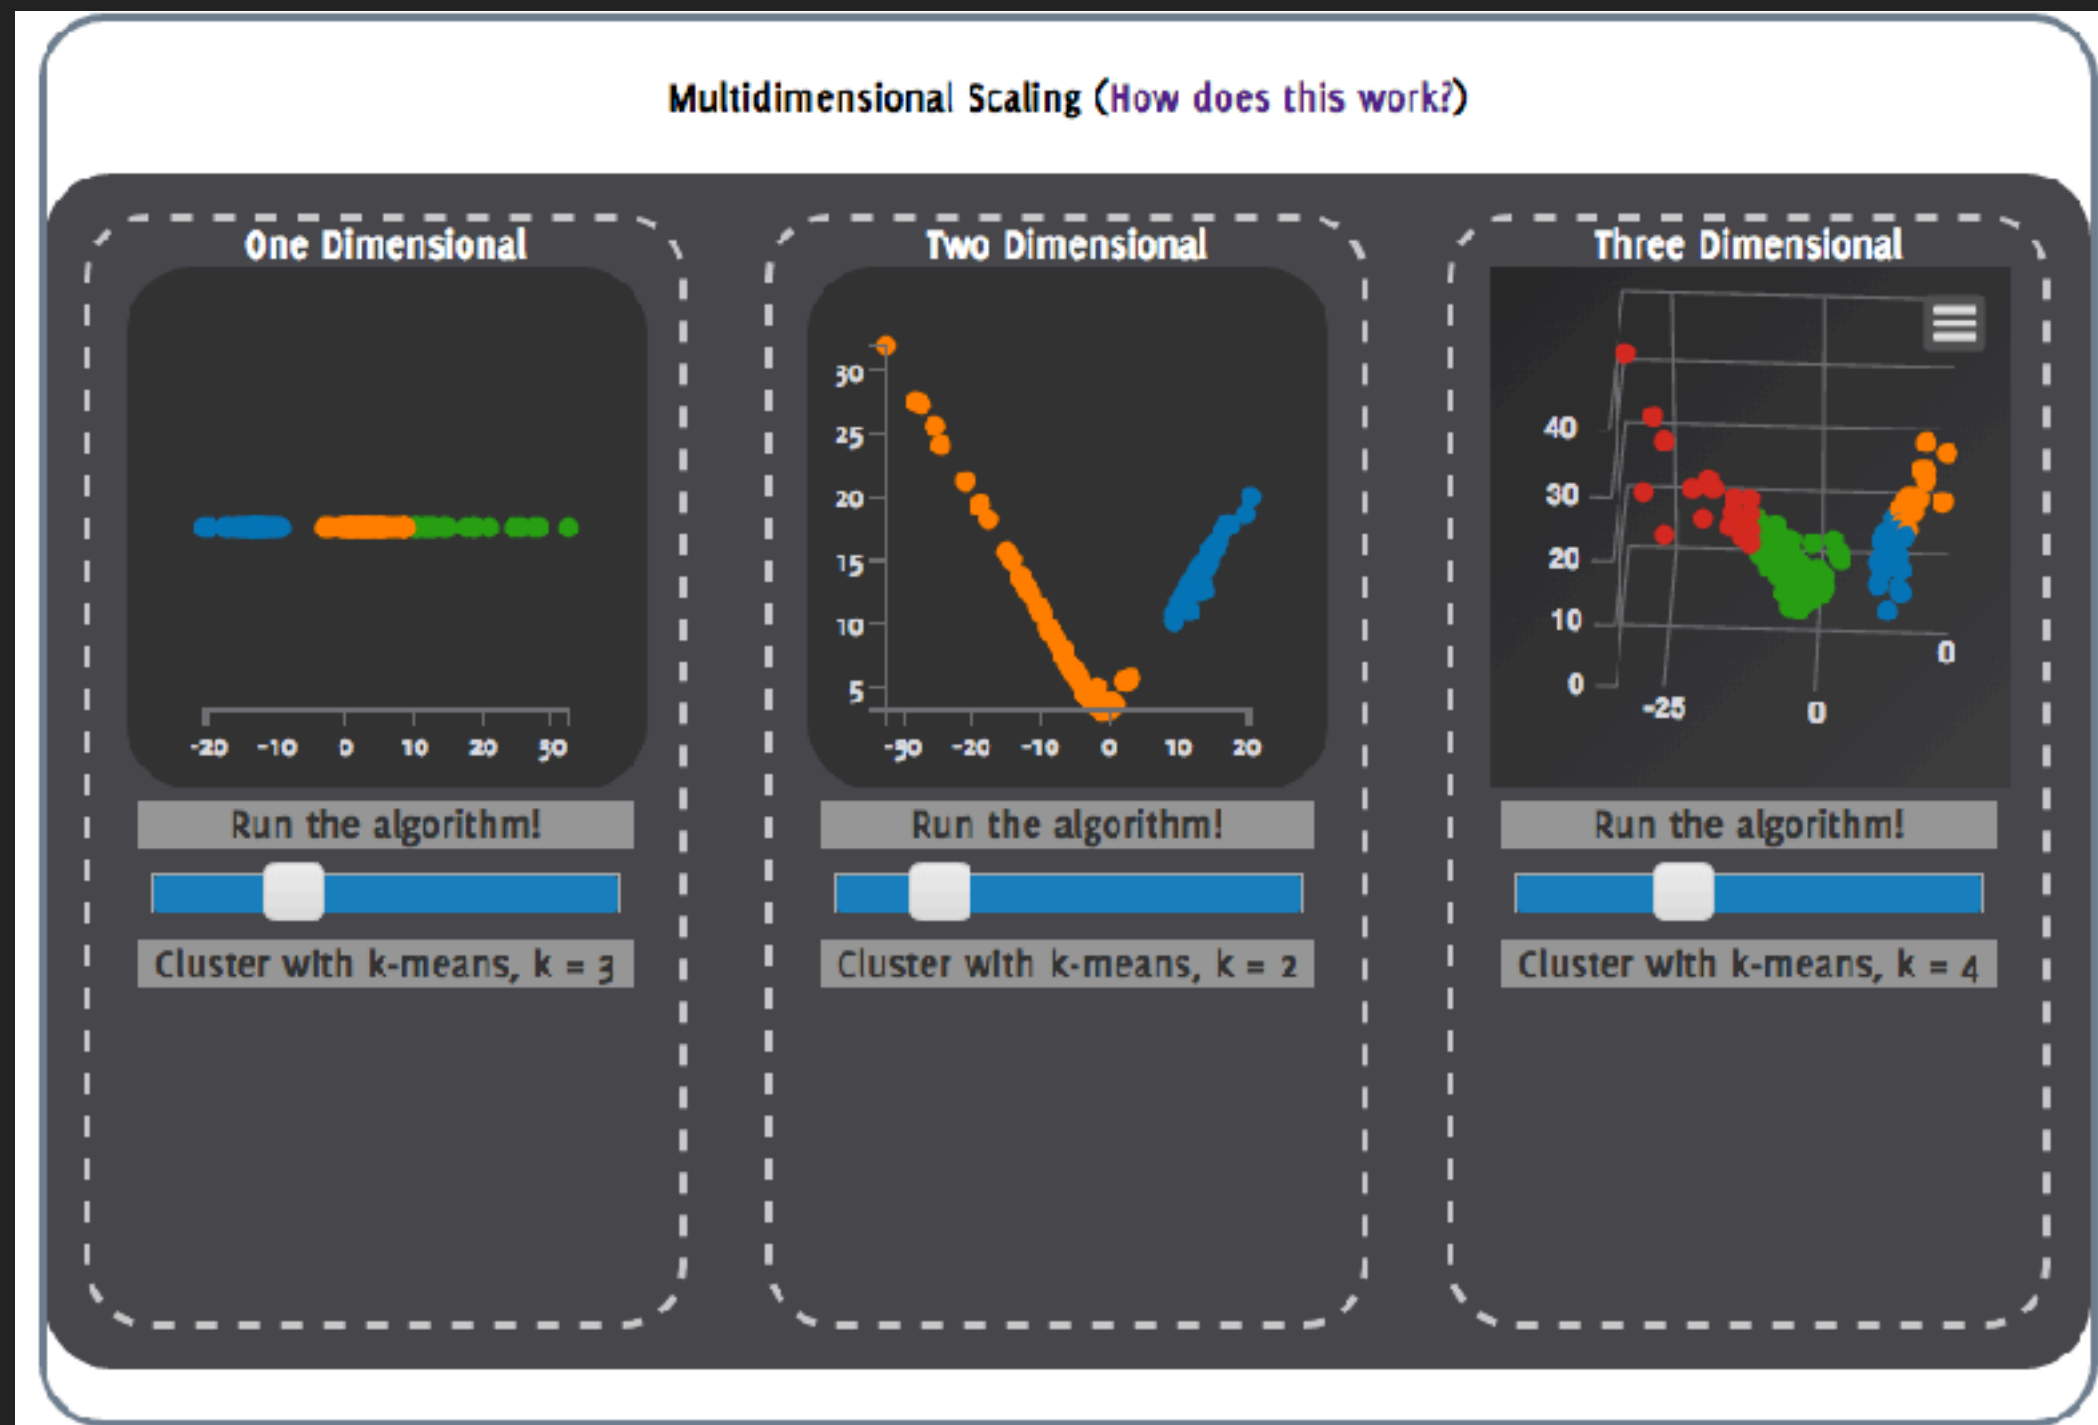 Multidimensional Scaling (How does this work?)
One Dimensional
-20 -10 0 10 20 30
Run the algorithm!
Cluster with k-means, k = 3
Two Dimensional
30
25
20
15
10
5
-30 -20 -10 0 10 20
Run the algorithm!
Cluster with k-means, k = 2
Three Dimensional
40
30
20
10
0
0
-25 0
Run the algorithm!
Cluster with k-means, k = 4